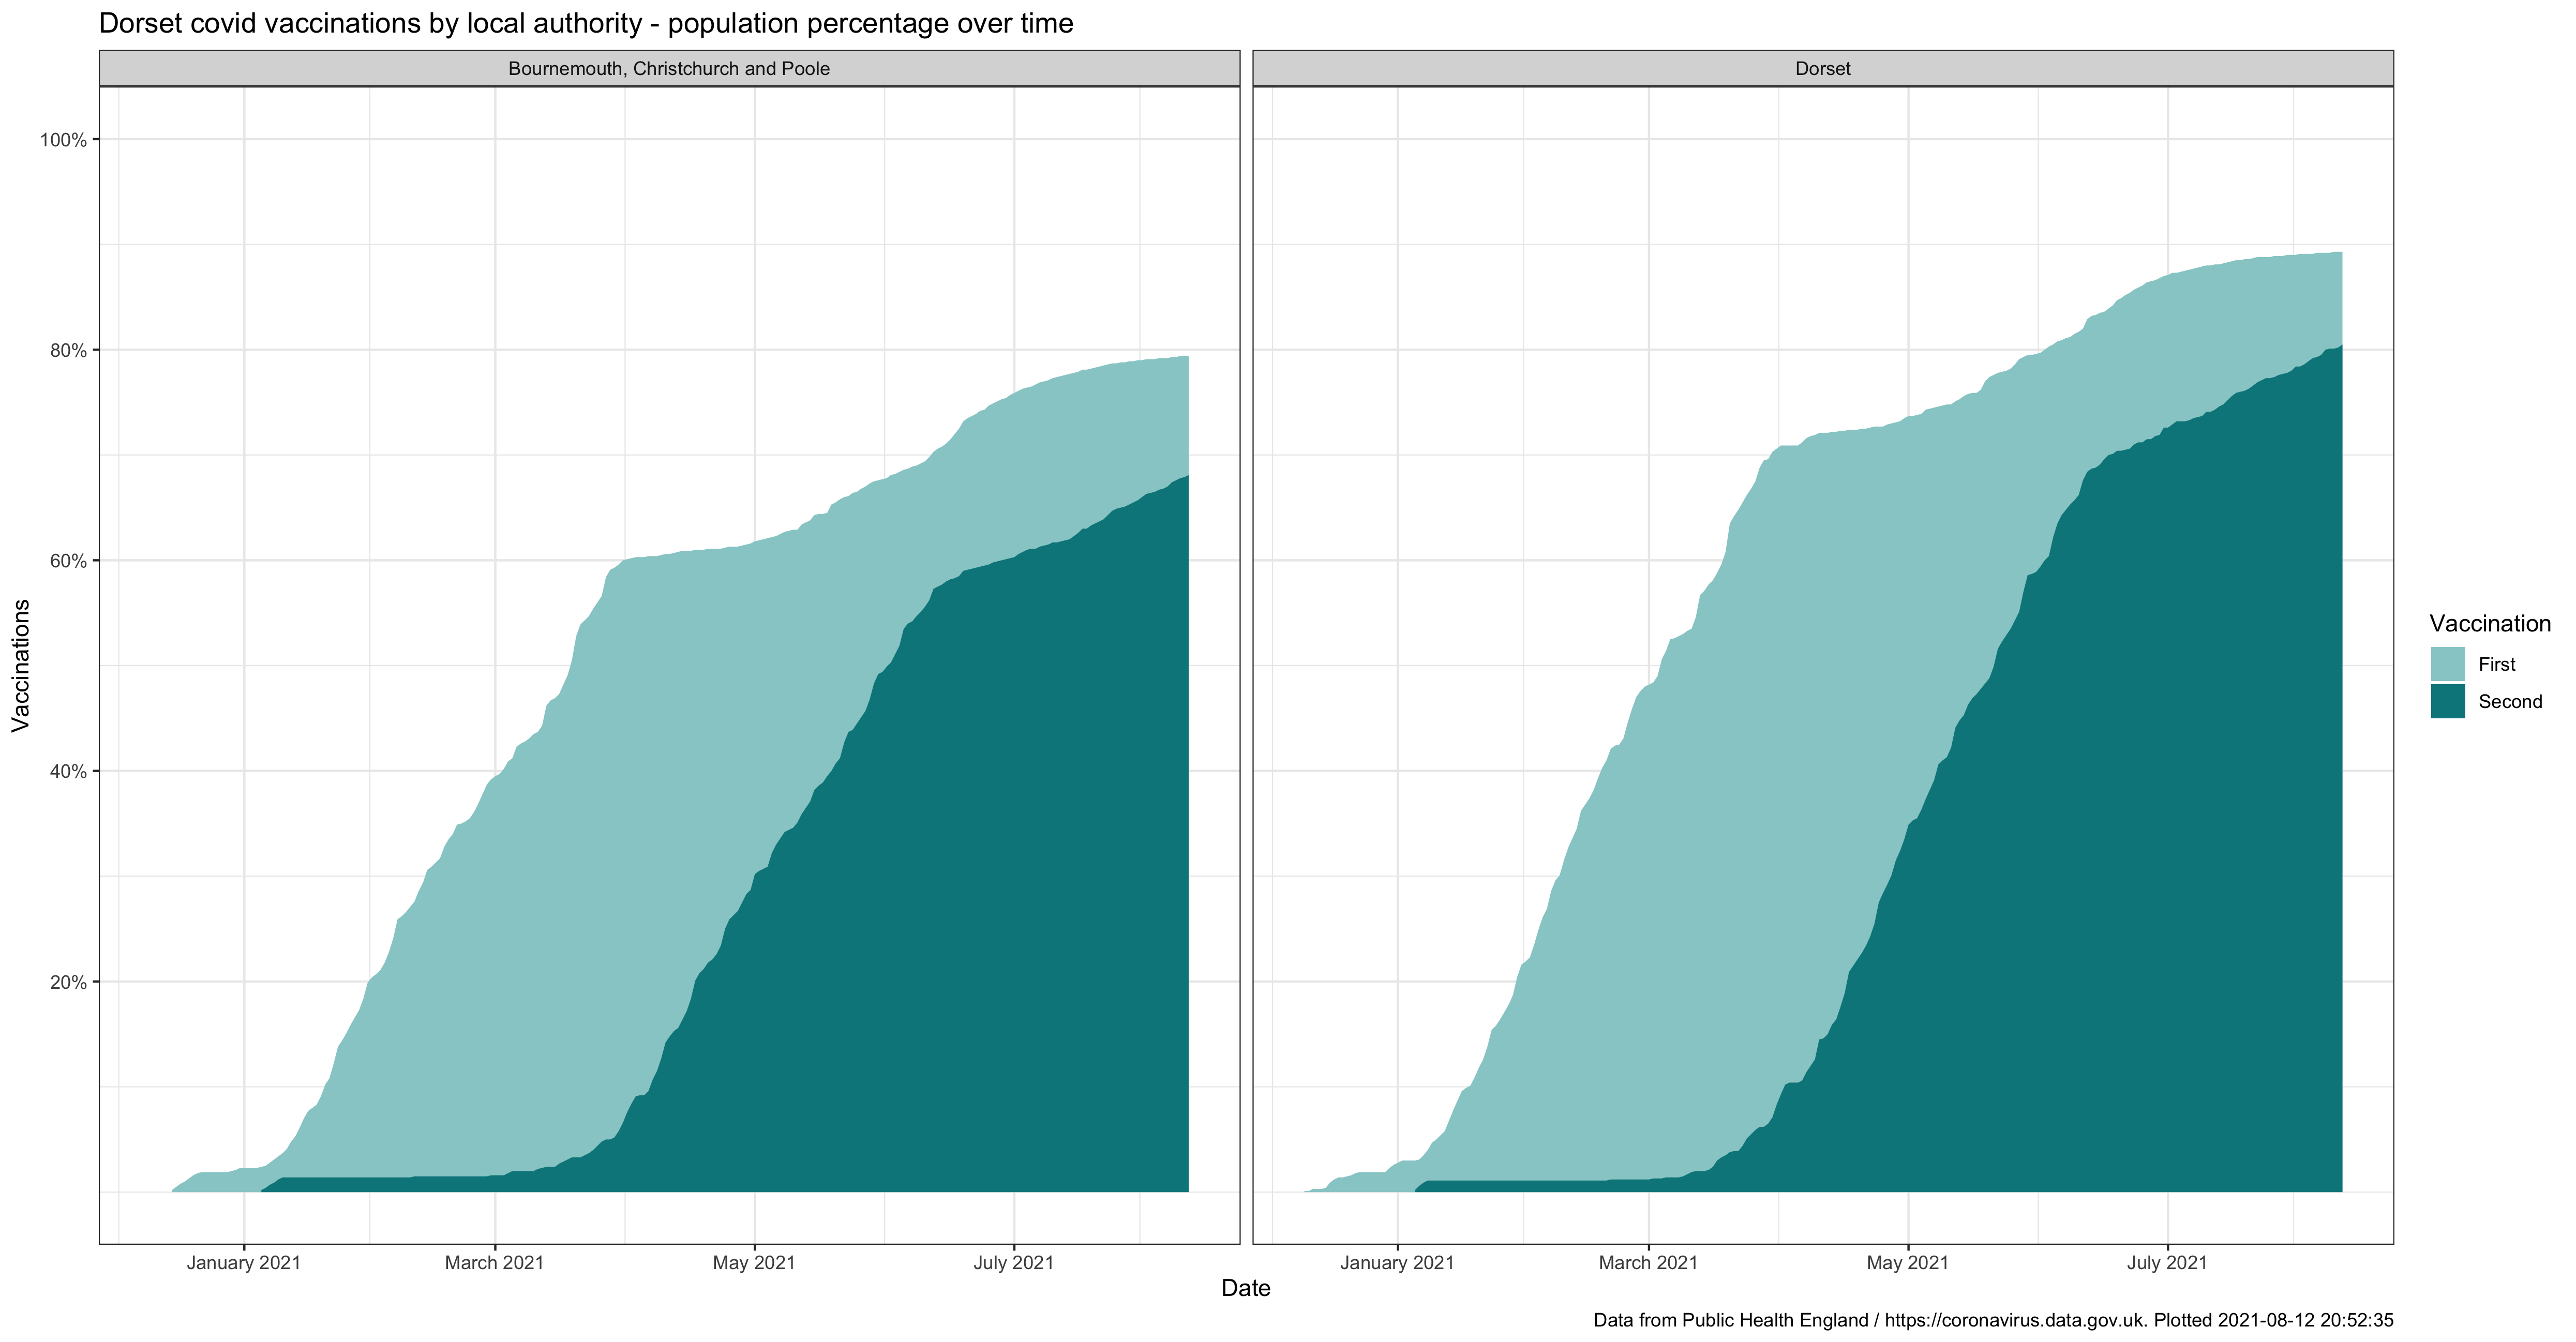 Dorset covid vaccinations by local authority - population percentage over time
Bournemouth, Christchurch and Poole
Dorset
100%
80%
60%
40%
20%
Vaccinations
January 2021
March 2021
May 2021
July 2021
January 2021
March 2021
May 2021
July 2021
Date
Vaccination
First
Second
Data from Public Health England / https://coronavirus.data.gov.uk. Plotted 2021-08-12 20:52:35